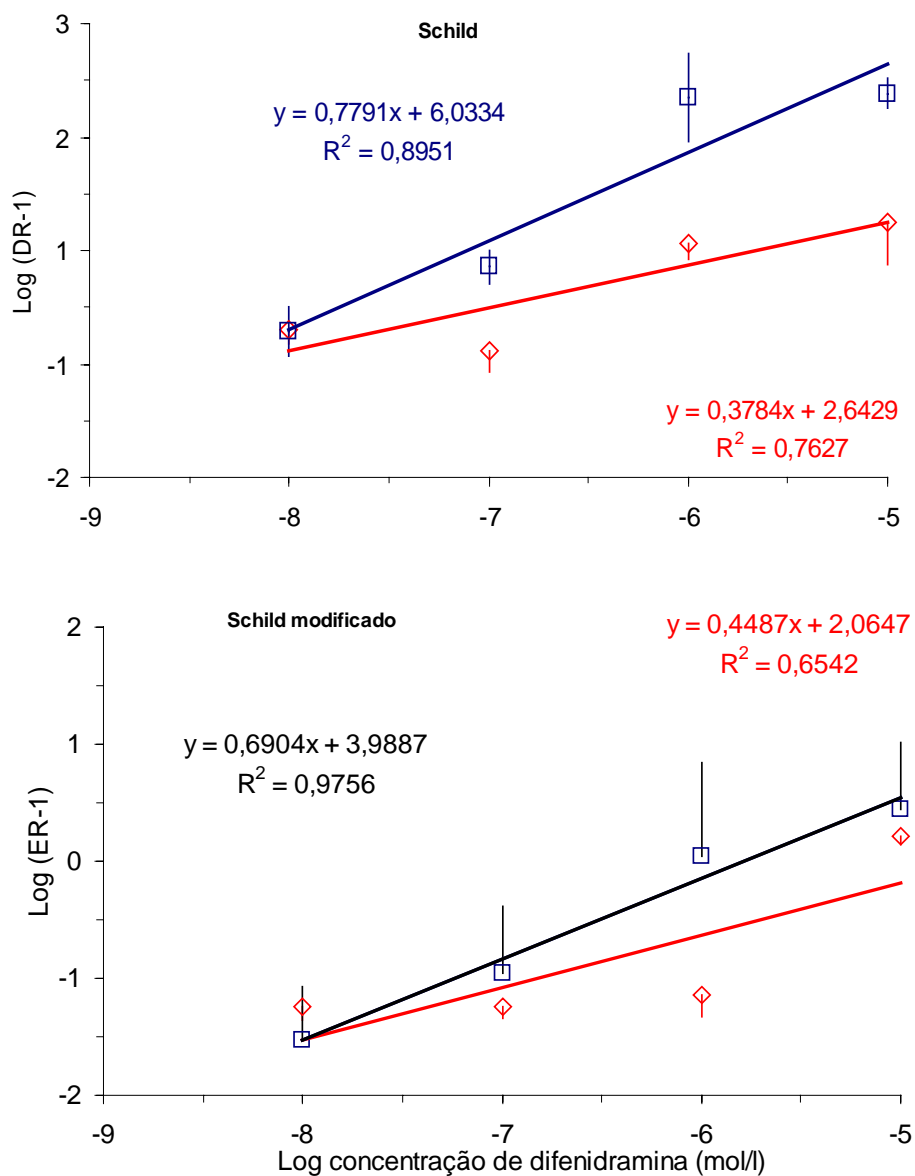 Schild
3
2
1
-1
-2
Log (DR-1)
y = 0,7791x + 6,0334
R² = 0,8951
y = 0,3784x + 2,6429
R² = 0,7627
-9 -8 -7 -6 -5
Schild modificado
2
1
0
-1
-2
Log (ER-1)
y = 0,4487x + 2,0647
R² = 0,6542
y = 0,6904x + 3,9887
R² = 0,9756
-9 -8 -7 -6 -5
Log concentração de difenidramina (mol/l)